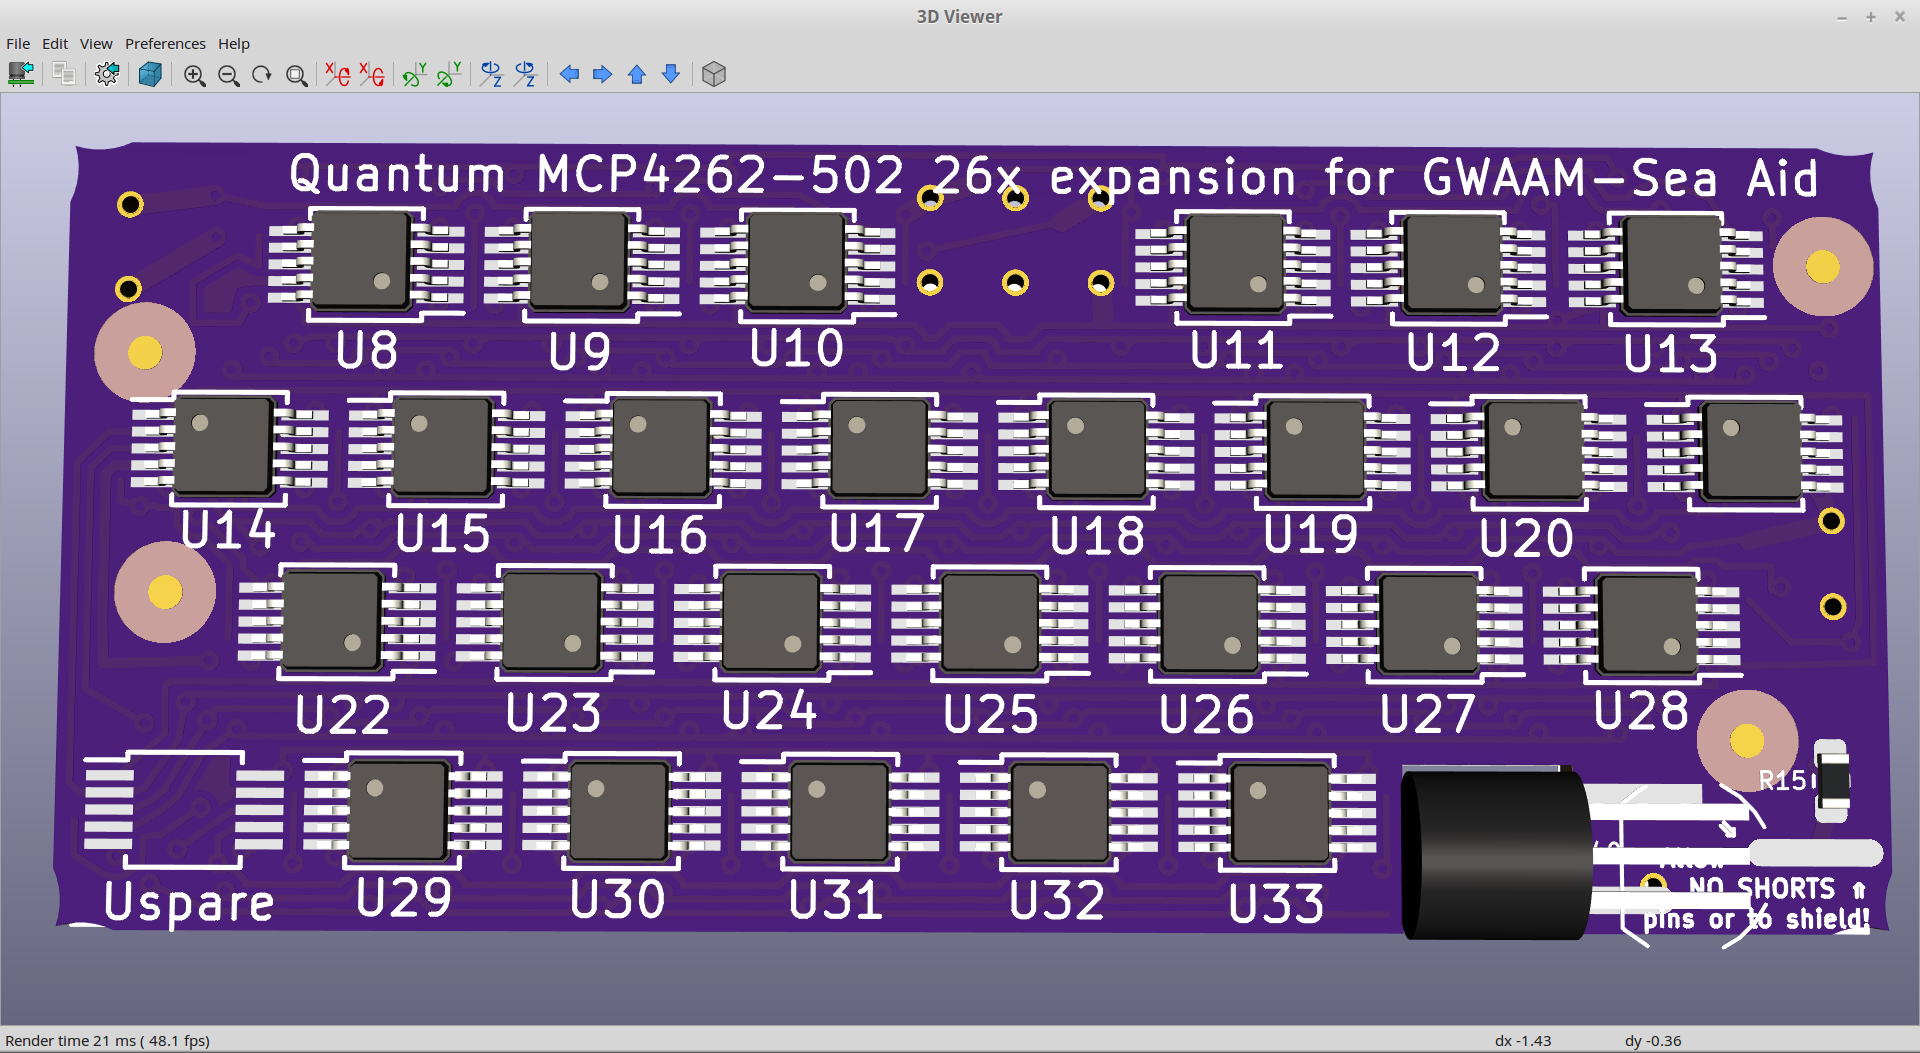 3D Viewer
File Edit View Preferences Help
Quantum MCP4262-502 26x expansion for GWAAM-Sea Aid
U8 U9 U10 U11 U12 U13
U14 U15 U16 U17 U18 U19 U20
U22 U23 U24 U25 U26 U27 U28
R15
NO SHORTS ⇑
pins or to shield!
Uspare U29 U30 U31 U32 U33
Render time 21 ms ( 48.1 fps) dx -1.43 dy -0.36